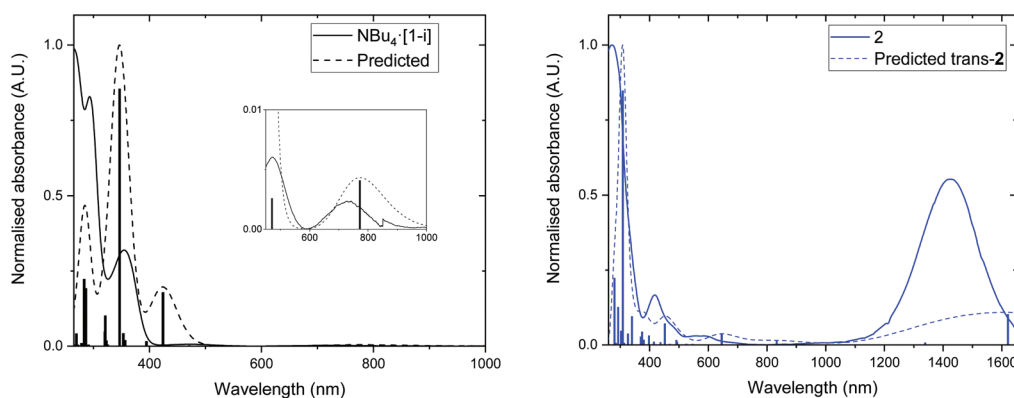 NBu₄·[1-i]
Predicted
1.0
0.5
0.0
Normalised absorbance (A.U.)
0.01
0.00
600 800 1000
200 400 600 800 1000
Wavelength (nm)
2
Predicted trans-2
1.0
0.5
0.0
Normalised absorbance (A.U.)
400 600 800 1000 1200 1400 1600
Wavelength (nm)